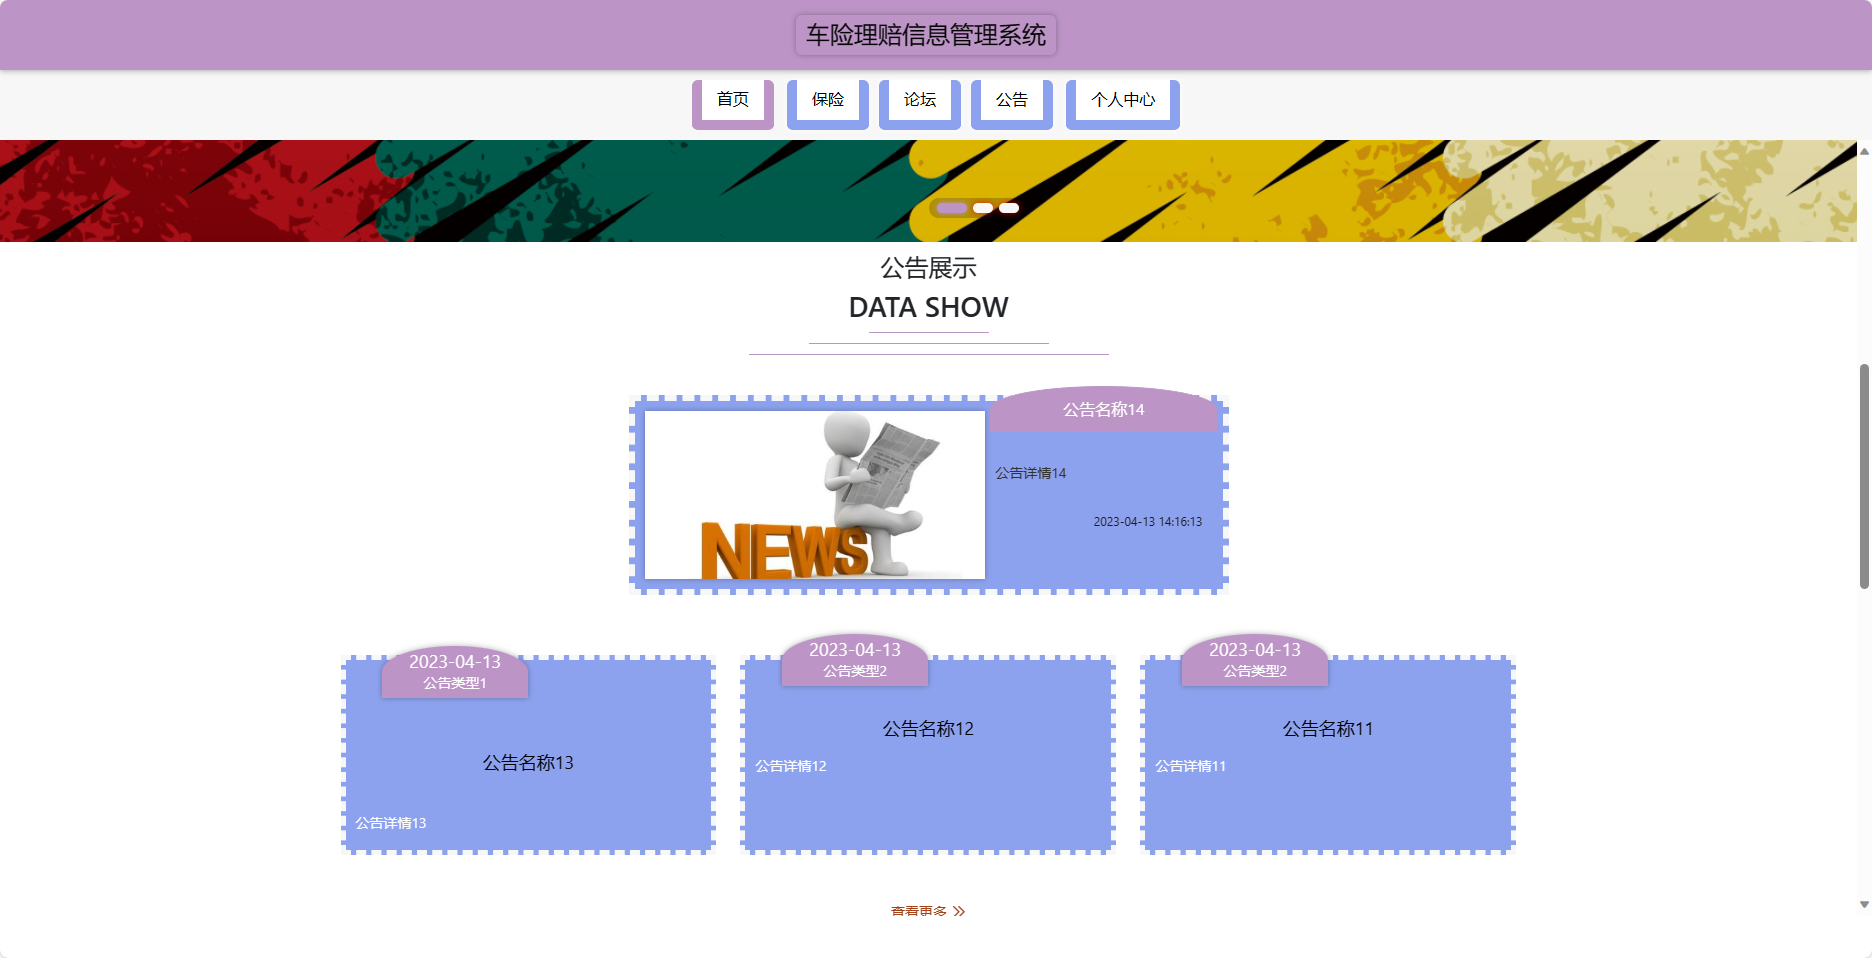 车险理赔信息管理系统
首页 保险 论坛 公告 个人中心
公告展示
DATA SHOW
公告名称14
公告详情14
2023-04-13 14:16:13
NEWS
2023-04-13
公告类型1
公告名称13
公告详情13
2023-04-13
公告类型2
公告名称12
公告详情12
2023-04-13
公告类型2
公告名称11
公告详情11
查看更多